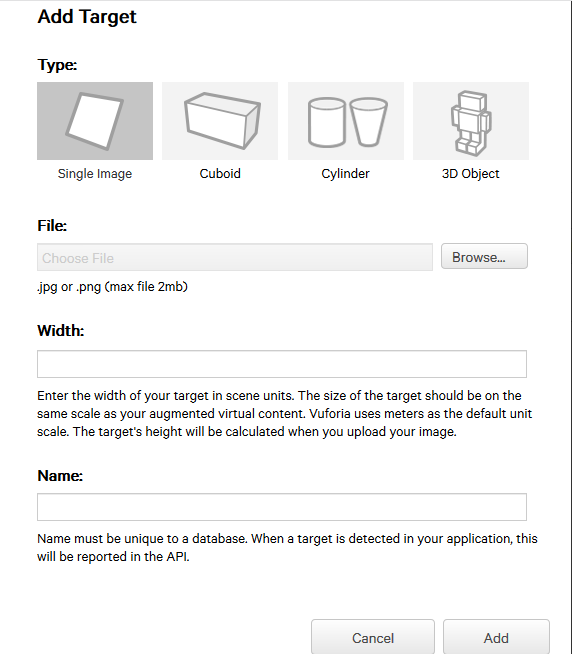 Add Target
Type:
Single Image
Cuboid
Cylinder
3D Object
File:
Choose File
Browse...
.jpg or .png (max file 2mb)
Width:
Enter the width of your target in scene units. The size of the target should be on the
same scale as your augmented virtual content. Vuforia uses meters as the default unit
scale. The target's height will be calculated when you upload your image.
Name:
Name must be unique to a database. When a target is detected in your application, this
will be reported in the API.
Cancel
Add